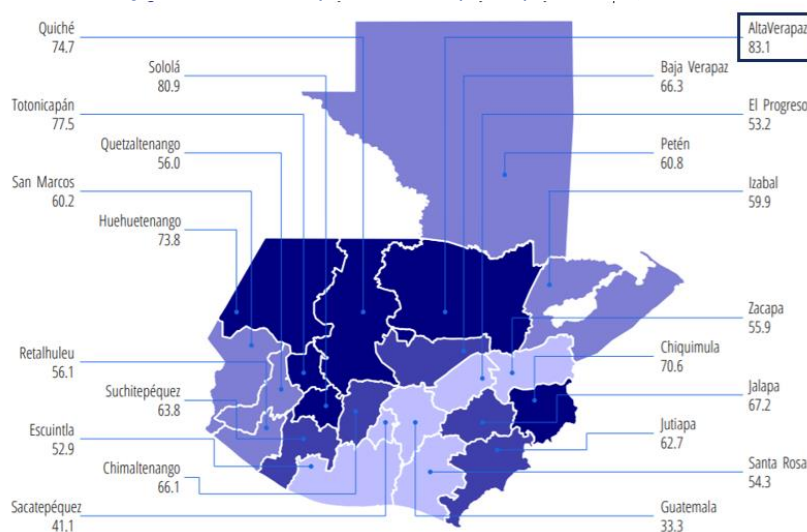 Quiché
74.7
Sololá
80.9
Totonicapán
77.5
Quetzaltenango
56.0
San Marcos
60.2
Huehuetenango
73.8
Retalhuleu
56.1
Suchitepéquez
63.8
Escuintla
52.9
Chimaltenango
66.1
Sacatepéquez
41.1
AltaVerapaz
83.1
Baja Verapaz
66.3
El Progreso
53.2
Petén
60.8
Izabal
59.9
Zacapa
55.9
Chiquimula
70.6
Jalapa
67.2
Jutiapa
62.7
Santa Rosa
54.3
Guatemala
33.3